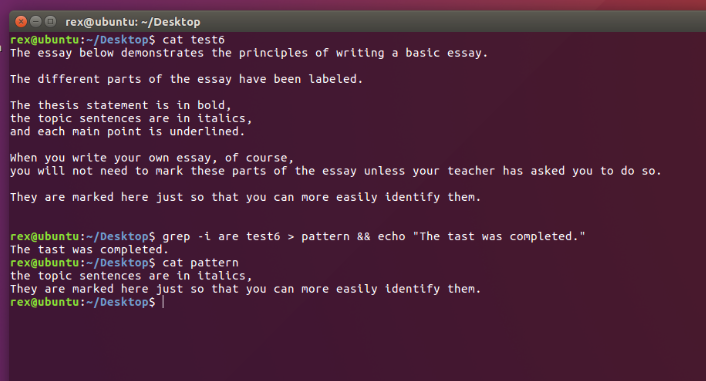 rex@ubuntu: ~/Desktop
rex@ubuntu:~/Desktop$ cat test6
The essay below demonstrates the principles of writing a basic essay.
The different parts of the essay have been labeled.
The thesis statement is in bold,
the topic sentences are in italics,
and each main point is underlined.
When you write your own essay, of course,
you will not need to mark these parts of the essay unless your teacher has asked you to do so.
They are marked here just so that you can more easily identify them.
rex@ubuntu:~/Desktop$ grep -i are test6 > pattern && echo "The tast was completed."
The tast was completed.
rex@ubuntu:~/Desktop$ cat pattern
the topic sentences are in italics,
They are marked here just so that you can more easily identify them.
rex@ubuntu:~/Desktop$